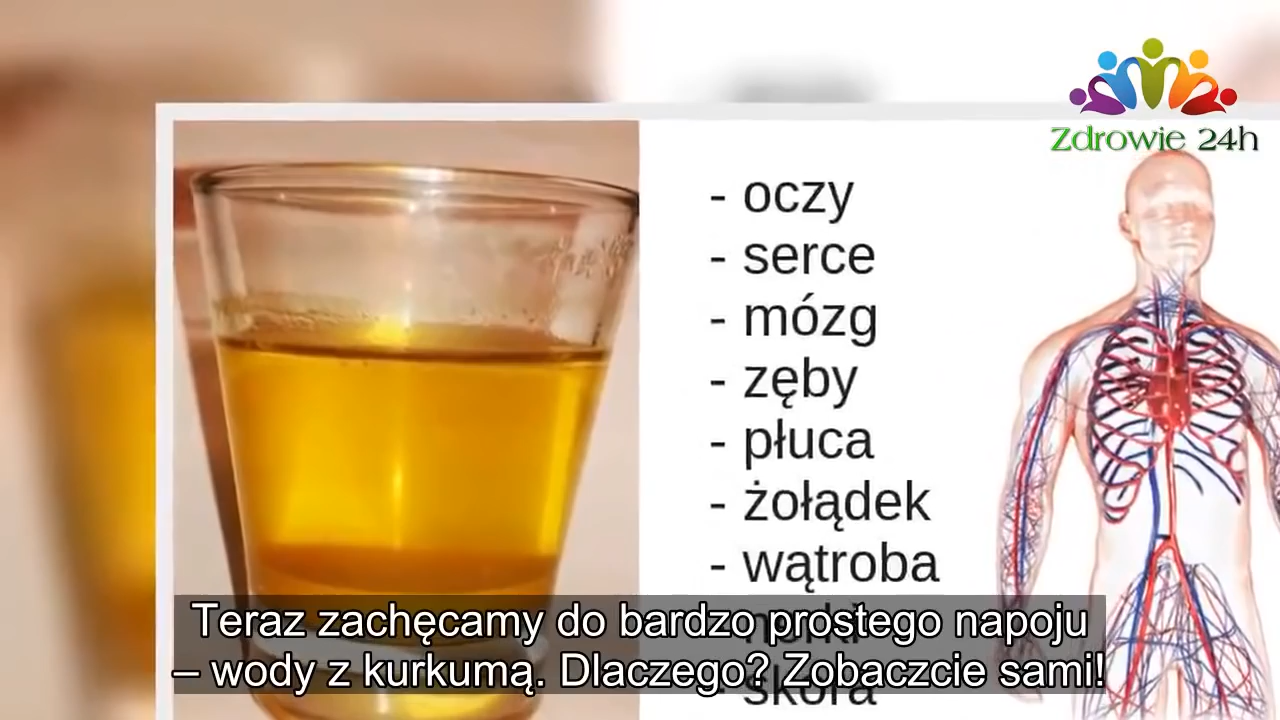 Zdrowie 24h
- oczy
- serce
- mózg
- zęby
- płuca
- żołądek
- wątroba
- skóra
Teraz zachęcamy do bardzo prostego napoju
– wody z kurkumą. Dlaczego? Zobaczcie sami!